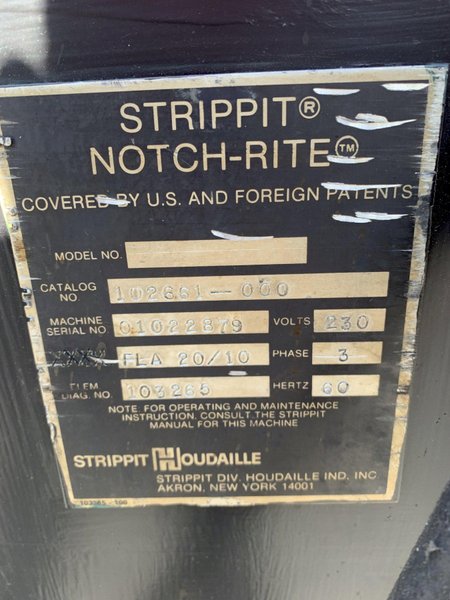 STRIPPIT®
NOTCH-RITE™
COVERED BY U.S. AND FOREIGN PATENTS
MODEL NO.
CATALOG NO 102661-000
MACHINE SERIAL NO 01022879 VOLTS 230
FLA 20/10 PHASE 3
ELEM DIAG. NO. 103265 HERTZ 60
NOTE FOR OPERATING AND MAINTENANCE
INSTRUCTION, CONSULT THE STRIPPIT
MANUAL FOR THIS MACHINE
STRIPPIT HOUDAILLE
STRIPPIT DIV. HOUDAILLE IND. INC
AKRON, NEW YORK 14001